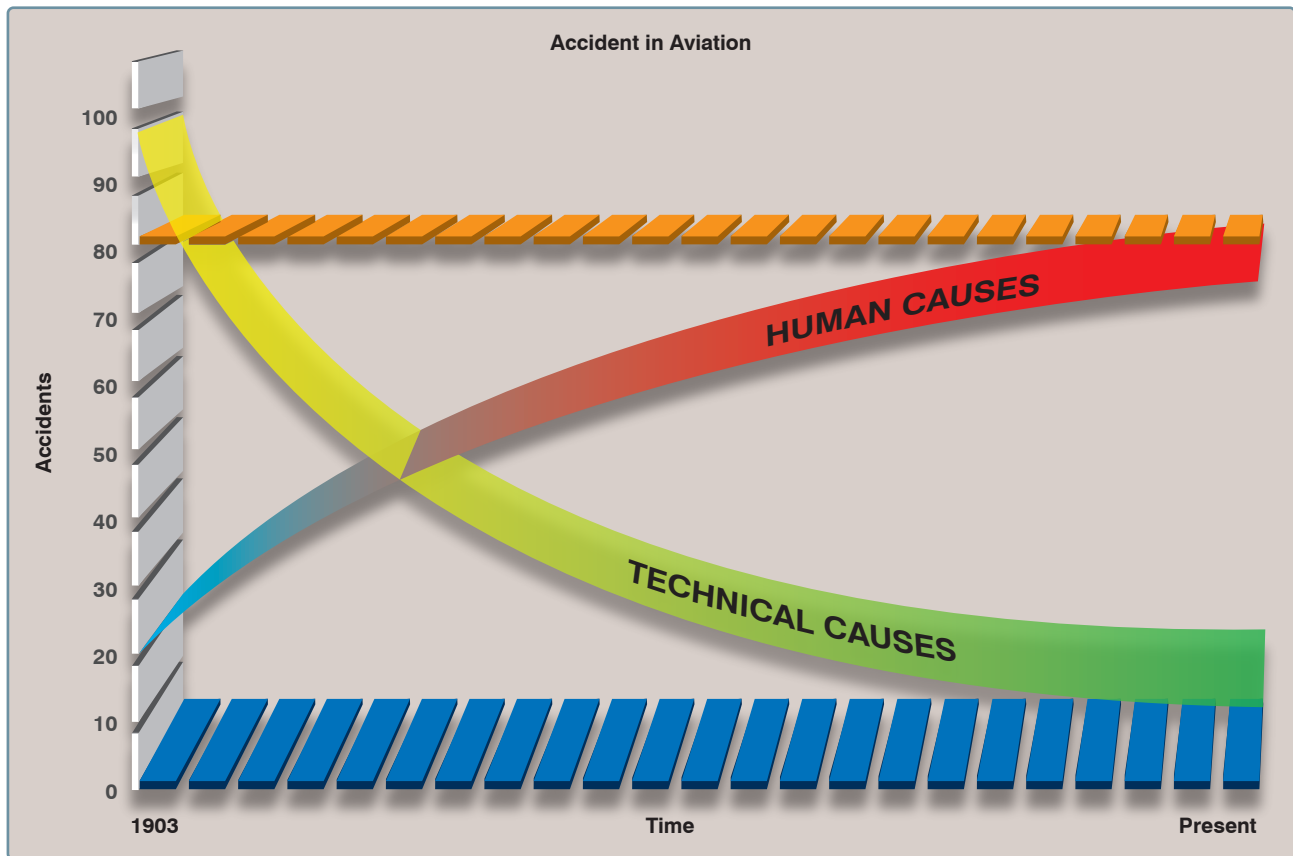 Accident in Aviation
Accidents
100
90
80
70
60
50
40
30
20
10
0
HUMAN CAUSES
TECHNICAL CAUSES
1903
Time
Present